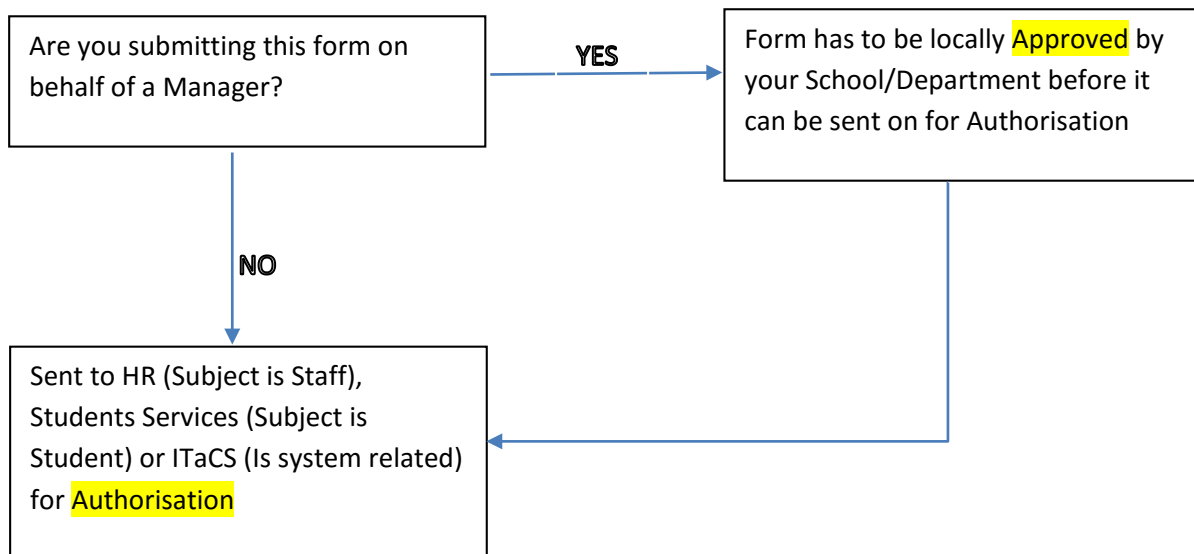 Are you submitting this form on
behalf of a Manager?
YES
Form has to be locally Approved by
your School/Department before it
can be sent on for Authorisation
NO
Sent to HR (Subject is Staff),
Students Services (Subject is
Student) or ITaCS (Is system related)
for Authorisation